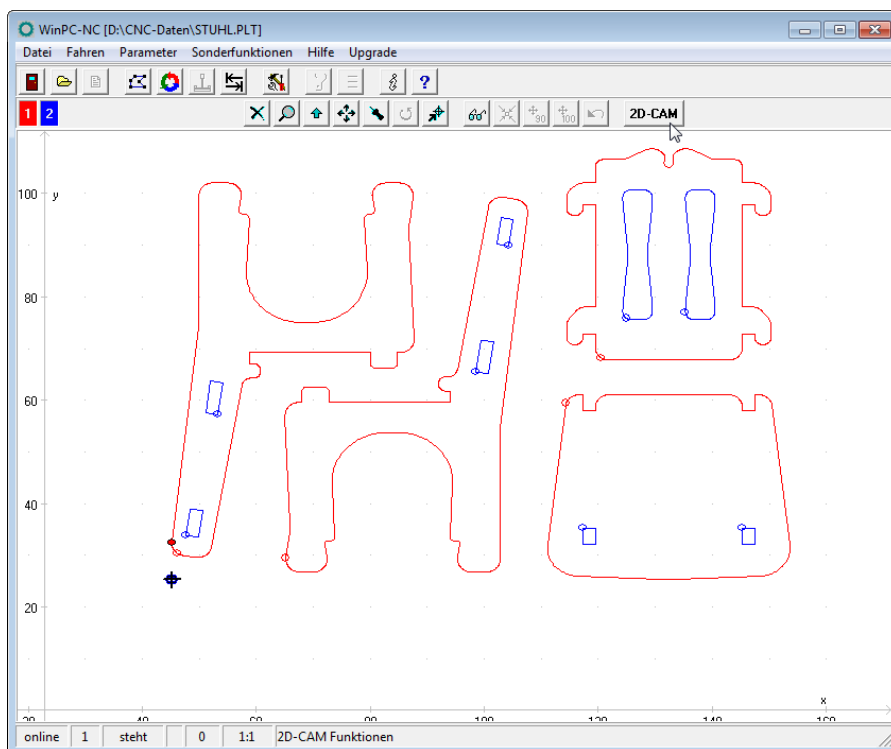 WinPC-NC [D:\CNC-Daten\STUHL.PLT]
Datei Fahren Parameter Sonderfunktionen Hilfe Upgrade
?
1 2 90 100 2D-CAM
100 y
80
60
40
20
x
20 40 60 80 100 120 140 160
online 1 steht 0 1:1 2D-CAM Funktionen